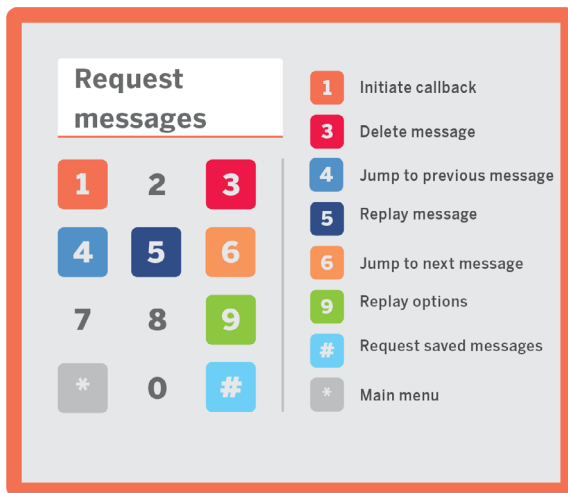 Request
messages
1 2 3
4 5 6
7 8 9
* 0 #
1 Initiate callback
3 Delete message
4 Jump to previous message
5 Replay message
6 Jump to next message
9 Replay options
# Request saved messages
* Main menu